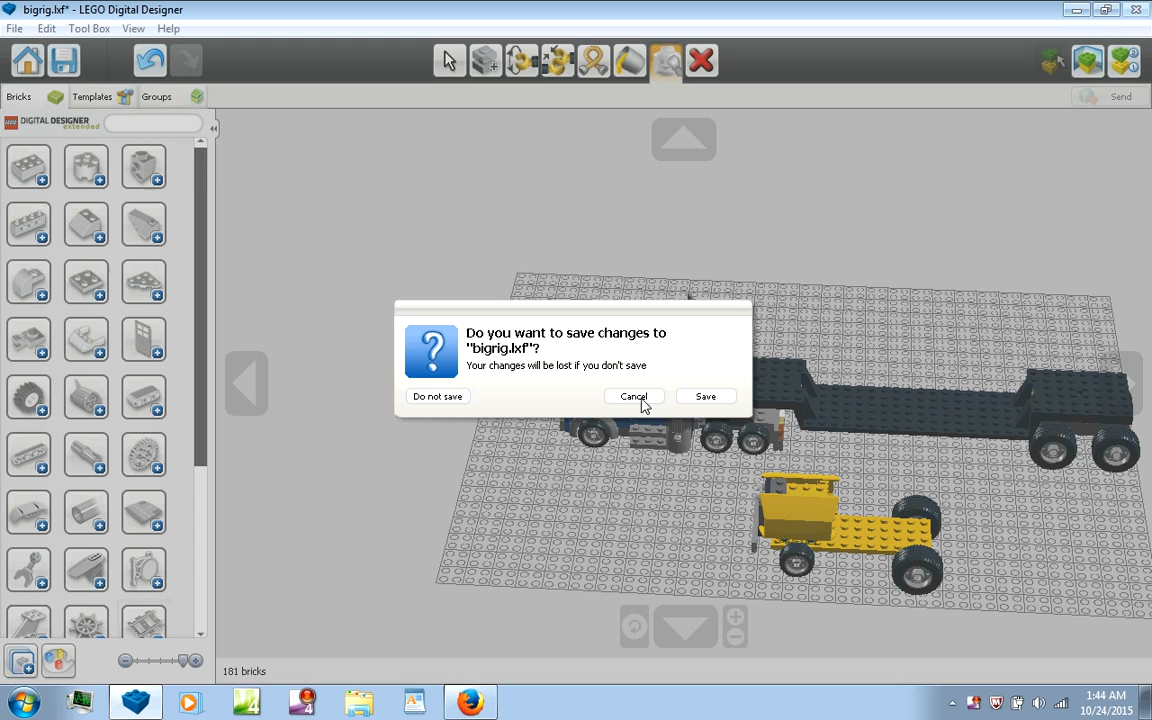 bigrig.lxf* - LEGO Digital Designer
File Edit Tool Box View Help
Bricks Templates Groups Send
LEGO DIGITAL DESIGNER
extended
Do you want to save changes to
"bigrig.lxf"?
Your changes will be lost if you don't save
Do not save Cancel Save
181 bricks
1:44 AM
10/24/2015